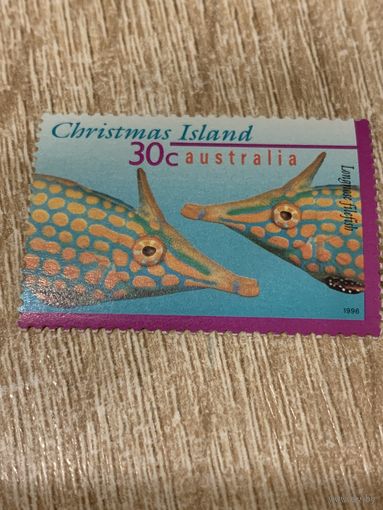 Christmas Island
30c australia
Longnose Filefish
1996